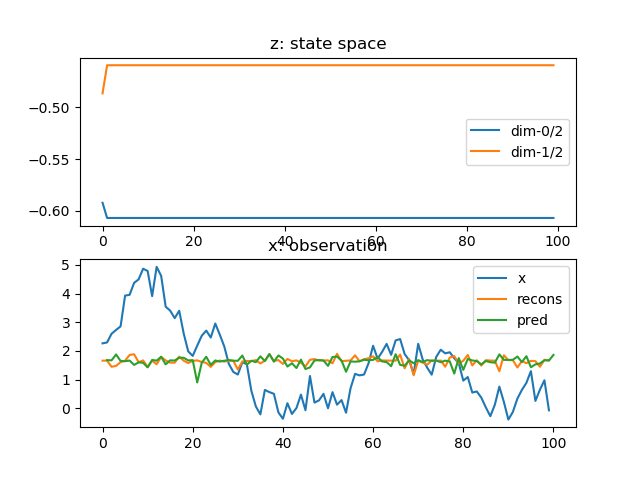 z: state space
−0.50
−0.55
−0.60
dim-0/2
dim-1/2
0 20 40 60 80 100
x: observation
5
4
3
2
1
0
x
recons
pred
0 20 40 60 80 100